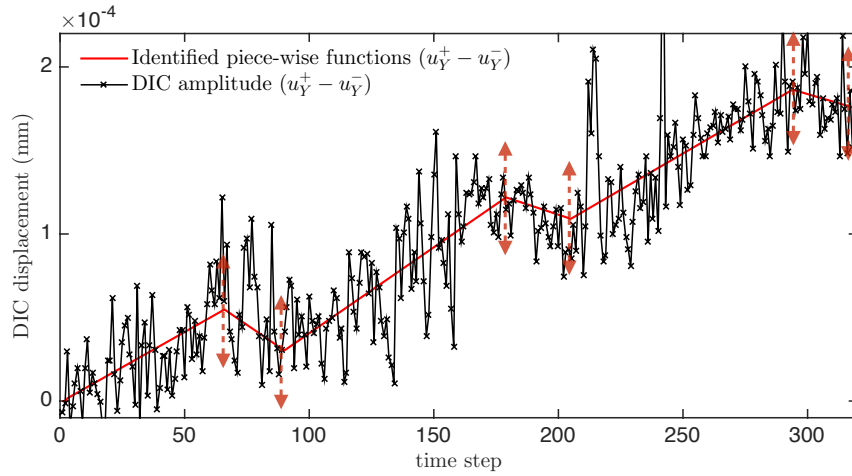 ×10⁻⁴
2
1
0
DIC displacement (mm)
Identified piece-wise functions (u_Y^+ − u_Y^-)
DIC amplitude (u_Y^+ − u_Y^-)
0 50 100 150 200 250 300
time step